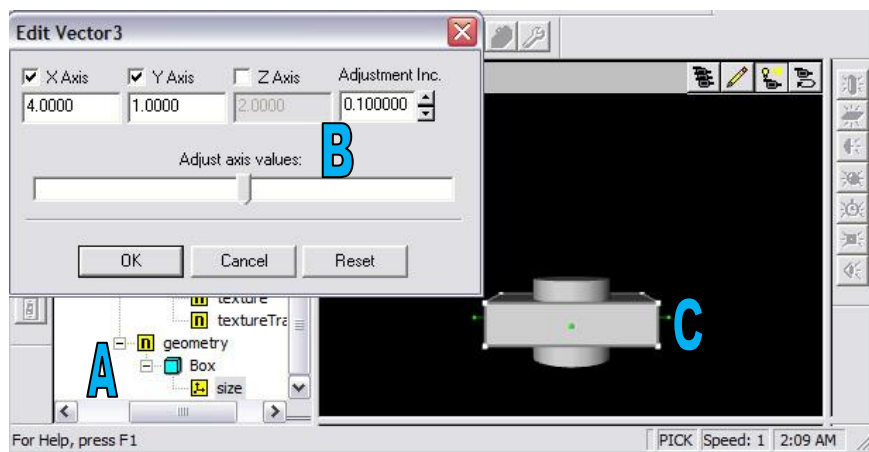 Edit Vector3
X Axis Y Axis Z Axis Adjustment Inc.
4.0000 1.0000 2.0000 0.100000
B
Adjust axis values:
OK Cancel Reset
texture
textureTra
n geometry
A
Box
size
C
For Help, press F1 PICK Speed: 1 2:09 AM